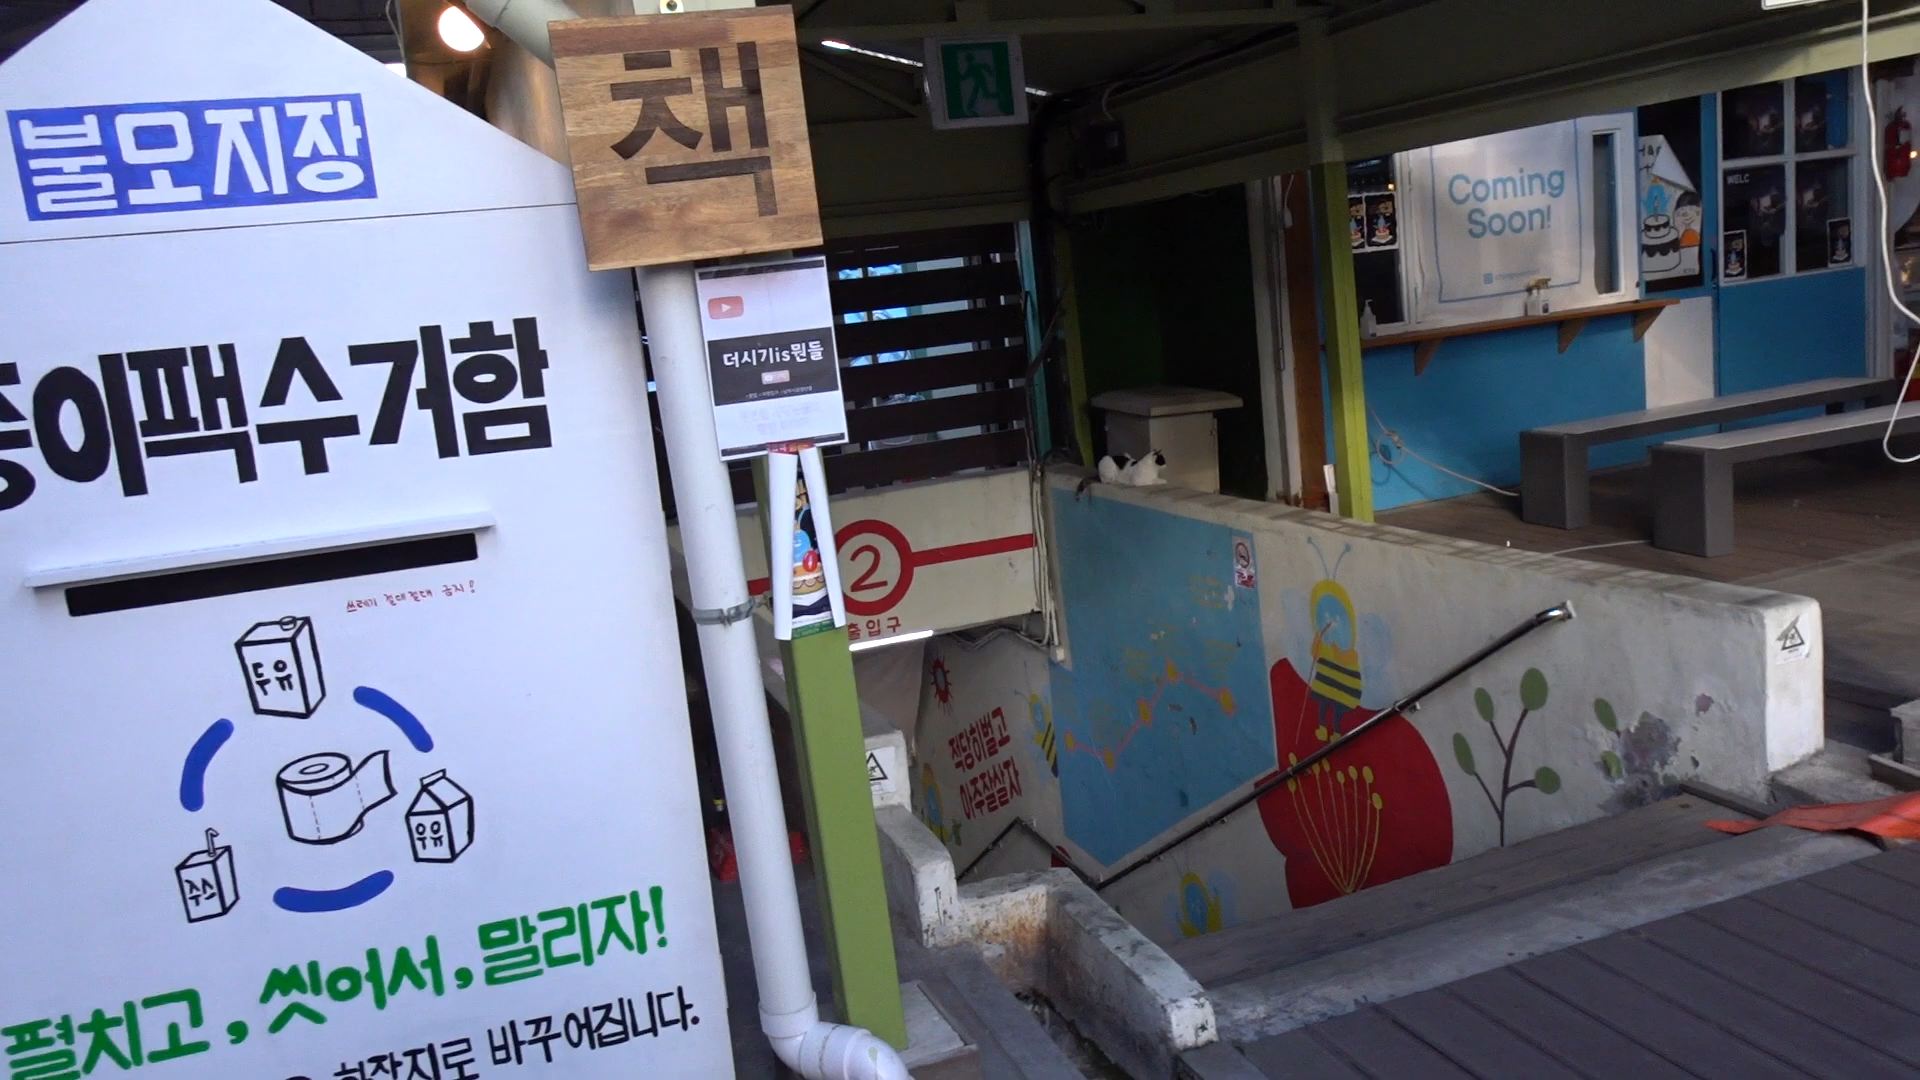 불모지장
종이팩수거함
쓰레기 절대절대 금지!
두유
우유
주스
펼치고, 씻어서, 말리자!
화장지로 바꾸어집니다.
책
더시기is뭔들
2
출입구
적당히벌고
아주잘살자
Coming
Soon!
WELC